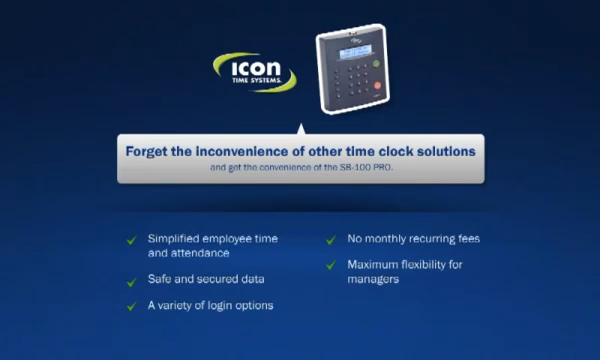 icon
TIME SYSTEMS
Forget the inconvenience of other time clock solutions
and get the convenience of the SB-100 PRO.
Simplified employee time
and attendance
Safe and secured data
A variety of login options
No monthly recurring fees
Maximum flexibility for
managers